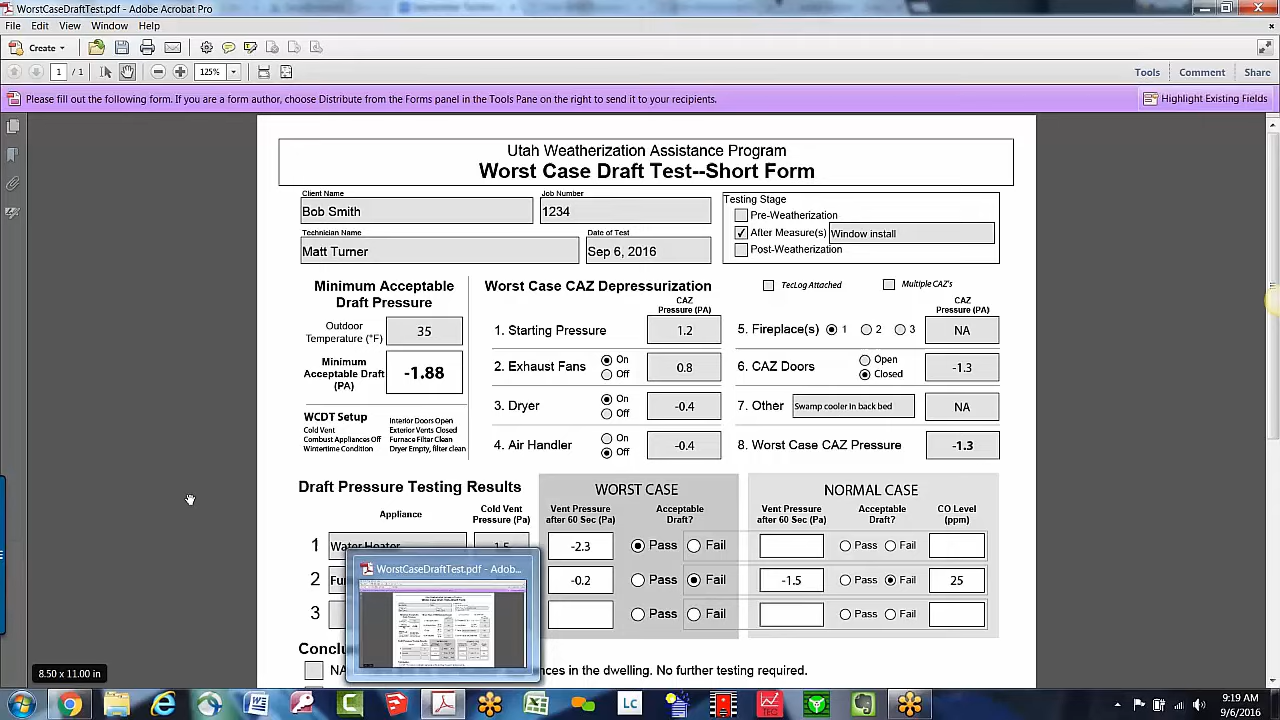 WorstCaseDraftTest.pdf - Adobe Acrobat Pro
File Edit View Window Help
Create
1 / 1 125% Tools Comment Share
Please fill out the following form. If you are a form author, choose Distribute from the Forms panel in the Tools Pane on the right to send it to your recipients. Highlight Existing Fields
Utah Weatherization Assistance Program
Worst Case Draft Test--Short Form
Client Name Job Number Testing Stage
Bob Smith 1234 Pre-Weatherization
Technician Name Date of Test After Measure(s) Window install
Matt Turner Sep 6, 2016 Post-Weatherization
Minimum Acceptable Draft Pressure
Outdoor Temperature (°F) 35
Minimum Acceptable Draft (PA) -1.88
WCDT Setup
Cold Vent
Combust Appliances Off
Wintertime Condition
Interior Doors Open
Exterior Vents Closed
Furnace Filter Clean
Dryer Empty, filter clean
Worst Case CAZ Depressurization TecLog Attached Multiple CAZ's
CAZ Pressure (PA) CAZ Pressure (PA)
1. Starting Pressure 1.2 5. Fireplace(s) 1 2 3 NA
2. Exhaust Fans On Off 0.8 6. CAZ Doors Open Closed -1.3
3. Dryer On Off -0.4 7. Other Swamp cooler in back bed NA
4. Air Handler On Off -0.4 8. Worst Case CAZ Pressure -1.3
Draft Pressure Testing Results WORST CASE NORMAL CASE
Appliance Cold Vent Pressure (Pa) Vent Pressure after 60 Sec (Pa) Acceptable Draft? Vent Pressure after 60 Sec (Pa) Acceptable Draft? CO Level (ppm)
1 Water Heater 1.5 -2.3 Pass Fail Pass Fail
2 Fur -0.2 Pass Fail -1.5 Pass Fail 25
3 Pass Fail Pass Fail
WorstCaseDraftTest.pdf - Adob...
Conclu
NA nces in the dwelling. No further testing required.
8.50 x 11.00 in
LC TEC
9:19 AM
9/6/2016